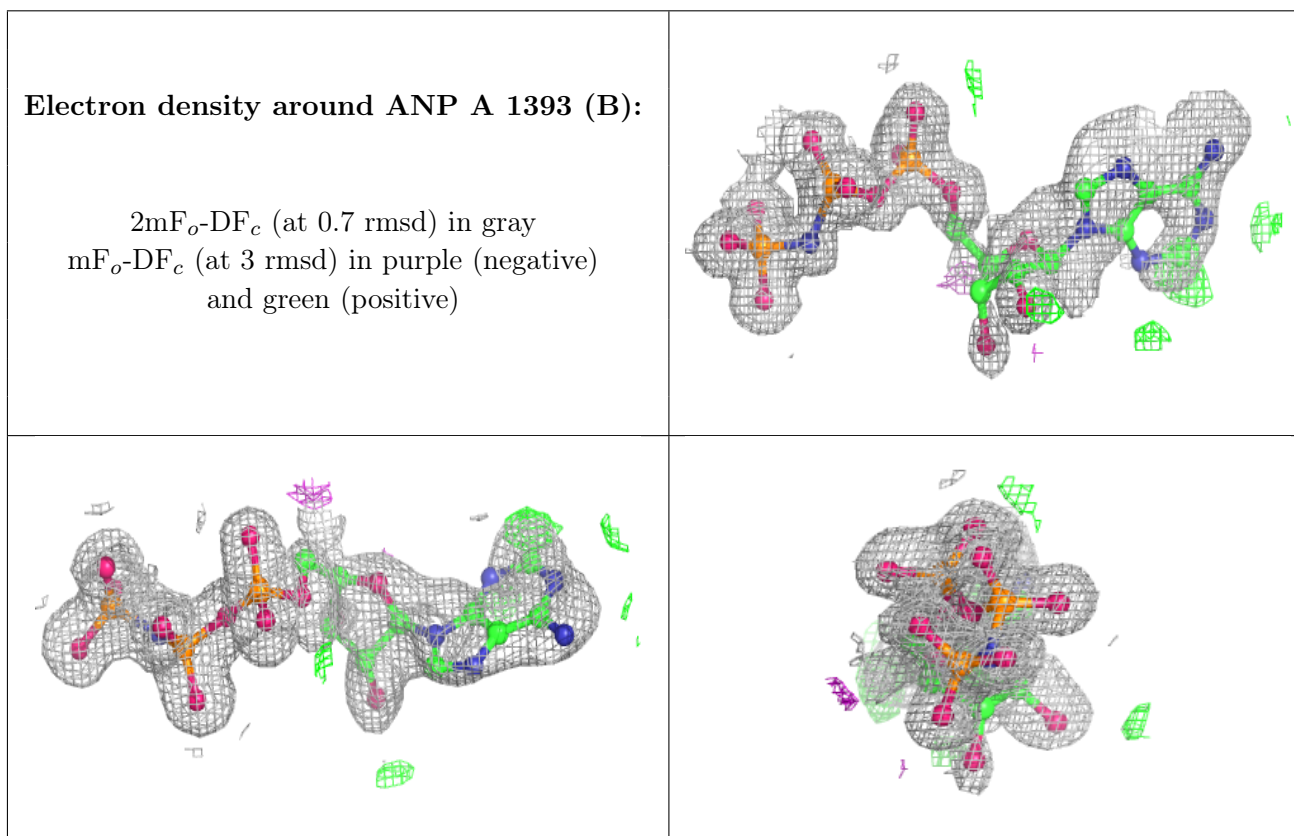 Electron density around ANP A 1393 (B):
2mFₒ-DF𝒸 (at 0.7 rmsd) in gray
mFₒ-DF𝒸 (at 3 rmsd) in purple (negative)
and green (positive)